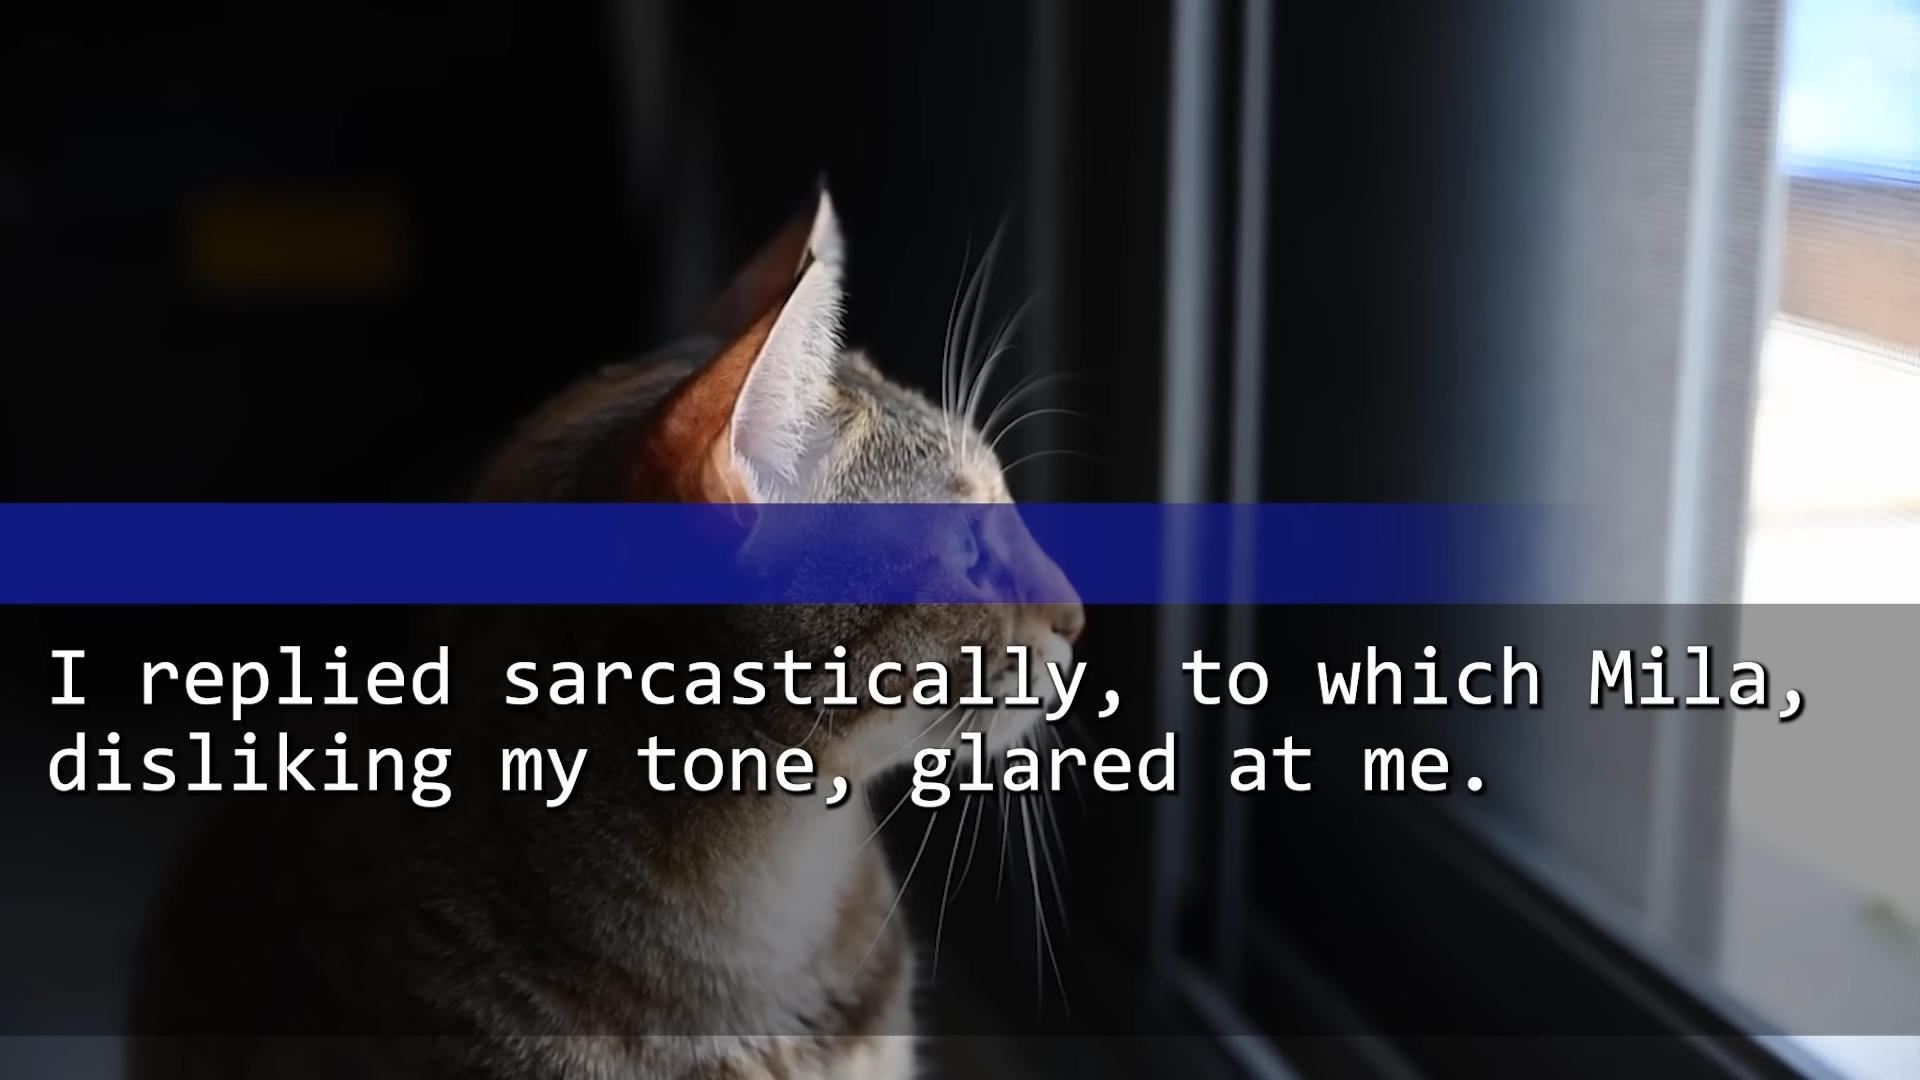 I replied sarcastically, to which Mila,
disliking my tone, glared at me.